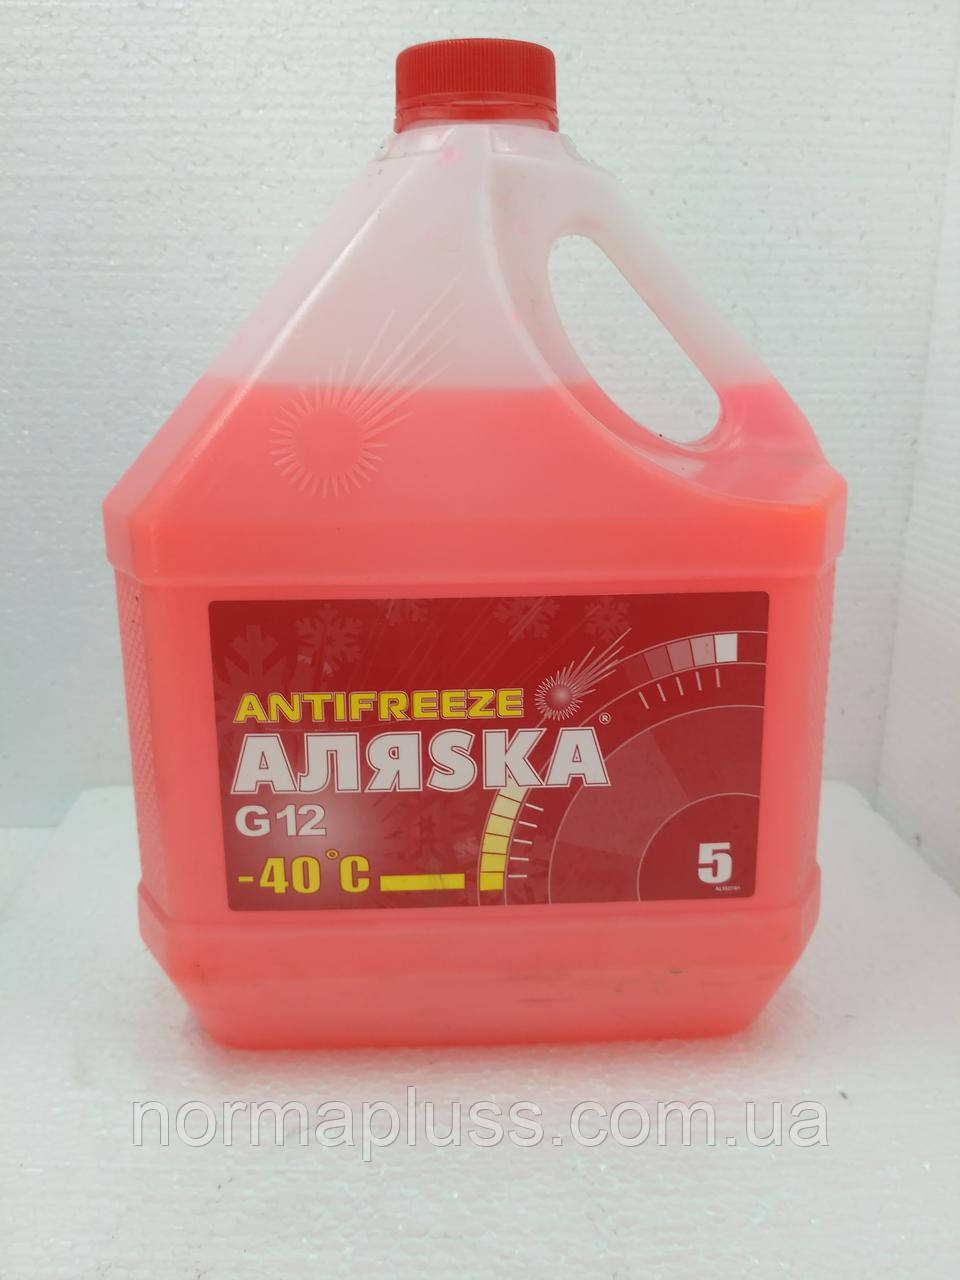 ANTIFREEZE
АЛЯSKA®
G12
-40°C
5
normapluss.com.ua